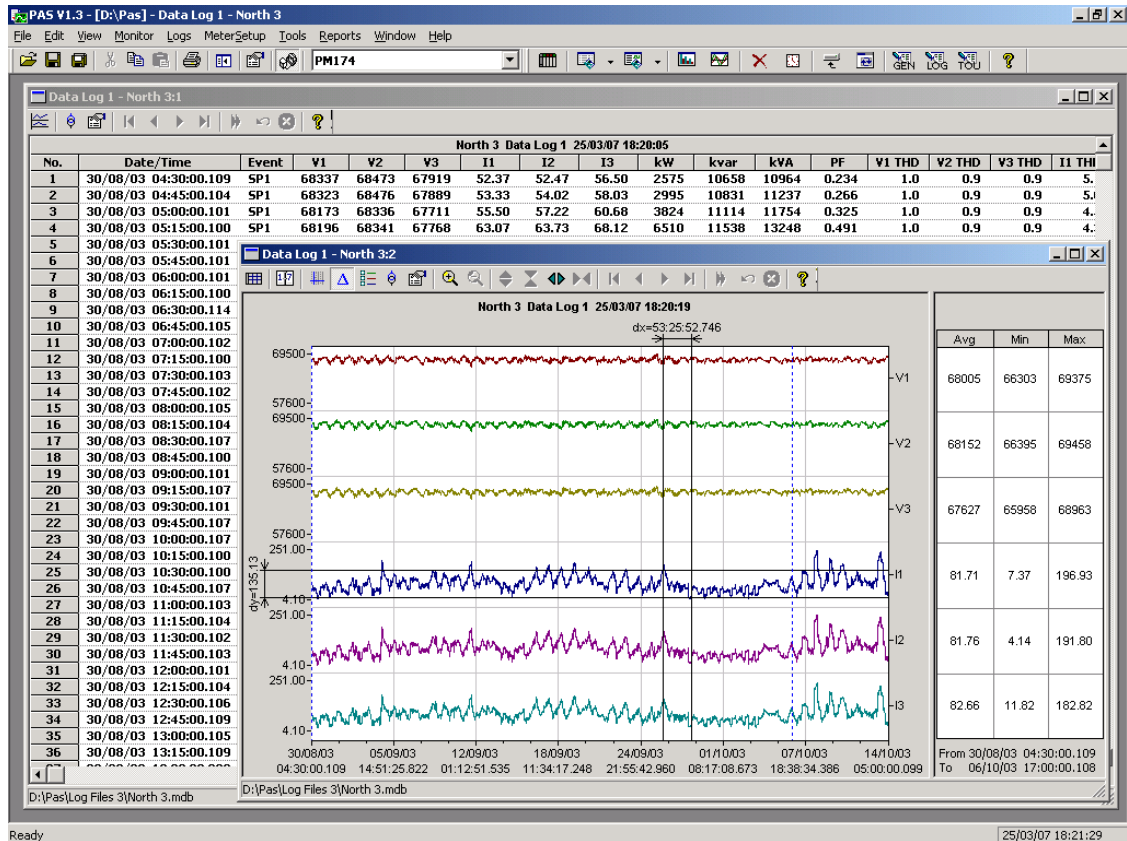 PAS V1.3 - [D:\Pas] - Data Log 1 - North 3
File Edit View Monitor Logs MeterSetup Tools Reports Window Help
PM174
GEN LOG TOU
Data Log 1 - North 3:1
North 3 Data Log 1 25/03/07 18:20:05
No. Date/Time Event V1 V2 V3 I1 I2 I3 kW kvar kVA PF V1 THD V2 THD V3 THD I1 THI
1 30/08/03 04:30:00.109 SP1 68337 68473 67919 52.37 52.47 56.50 2575 10658 10964 0.234 1.0 0.9 0.9 5.
2 30/08/03 04:45:00.104 SP1 68323 68476 67889 53.33 54.02 58.03 2995 10831 11237 0.266 1.0 0.9 0.9 5.
3 30/08/03 05:00:00.101 SP1 68173 68336 67711 55.50 57.22 60.68 3824 11114 11754 0.325 1.0 0.9 0.9 4.
4 30/08/03 05:15:00.100 SP1 68196 68341 67768 63.07 63.73 68.12 6510 11538 13248 0.491 1.0 0.9 0.9 4.
5 30/08/03 05:30:00.101
6 30/08/03 05:45:00.101
7 30/08/03 06:00:00.101
8 30/08/03 06:15:00.100
9 30/08/03 06:30:00.114
10 30/08/03 06:45:00.105
11 30/08/03 07:00:00.102
12 30/08/03 07:15:00.100
13 30/08/03 07:30:00.103
14 30/08/03 07:45:00.102
15 30/08/03 08:00:00.105
16 30/08/03 08:15:00.104
17 30/08/03 08:30:00.107
18 30/08/03 08:45:00.100
19 30/08/03 09:00:00.101
20 30/08/03 09:15:00.107
21 30/08/03 09:30:00.101
22 30/08/03 09:45:00.107
23 30/08/03 10:00:00.107
24 30/08/03 10:15:00.100
25 30/08/03 10:30:00.100
26 30/08/03 10:45:00.107
27 30/08/03 11:00:00.103
28 30/08/03 11:15:00.104
29 30/08/03 11:30:00.102
30 30/08/03 11:45:00.103
31 30/08/03 12:00:00.101
32 30/08/03 12:15:00.104
33 30/08/03 12:30:00.106
34 30/08/03 12:45:00.109
35 30/08/03 13:00:00.105
36 30/08/03 13:15:00.109
D:\Pas\Log Files 3\North 3.mdb
Data Log 1 - North 3:2
North 3 Data Log 1 25/03/07 18:20:19
dx=53:25:52.746
Avg Min Max
69500
V1 68005 66303 69375
57600
69500
V2 68152 66395 69458
57600
69500
V3 67627 65958 68963
57600
251.00
dy=135.13
I1 81.71 7.37 196.93
4.10
251.00
I2 81.76 4.14 191.80
4.10
251.00
I3 82.66 11.82 182.82
4.10
30/08/03 05/09/03 12/09/03 18/09/03 24/09/03 01/10/03 07/10/03 14/10/03
04:30:00.109 14:51:25.822 01:12:51.535 11:34:17.248 21:55:42.960 08:17:08.673 18:38:34.386 05:00:00.099
From 30/08/03 04:30:00.109
To 06/10/03 17:00:00.108
D:\Pas\Log Files 3\North 3.mdb
Ready
25/03/07 18:21:29